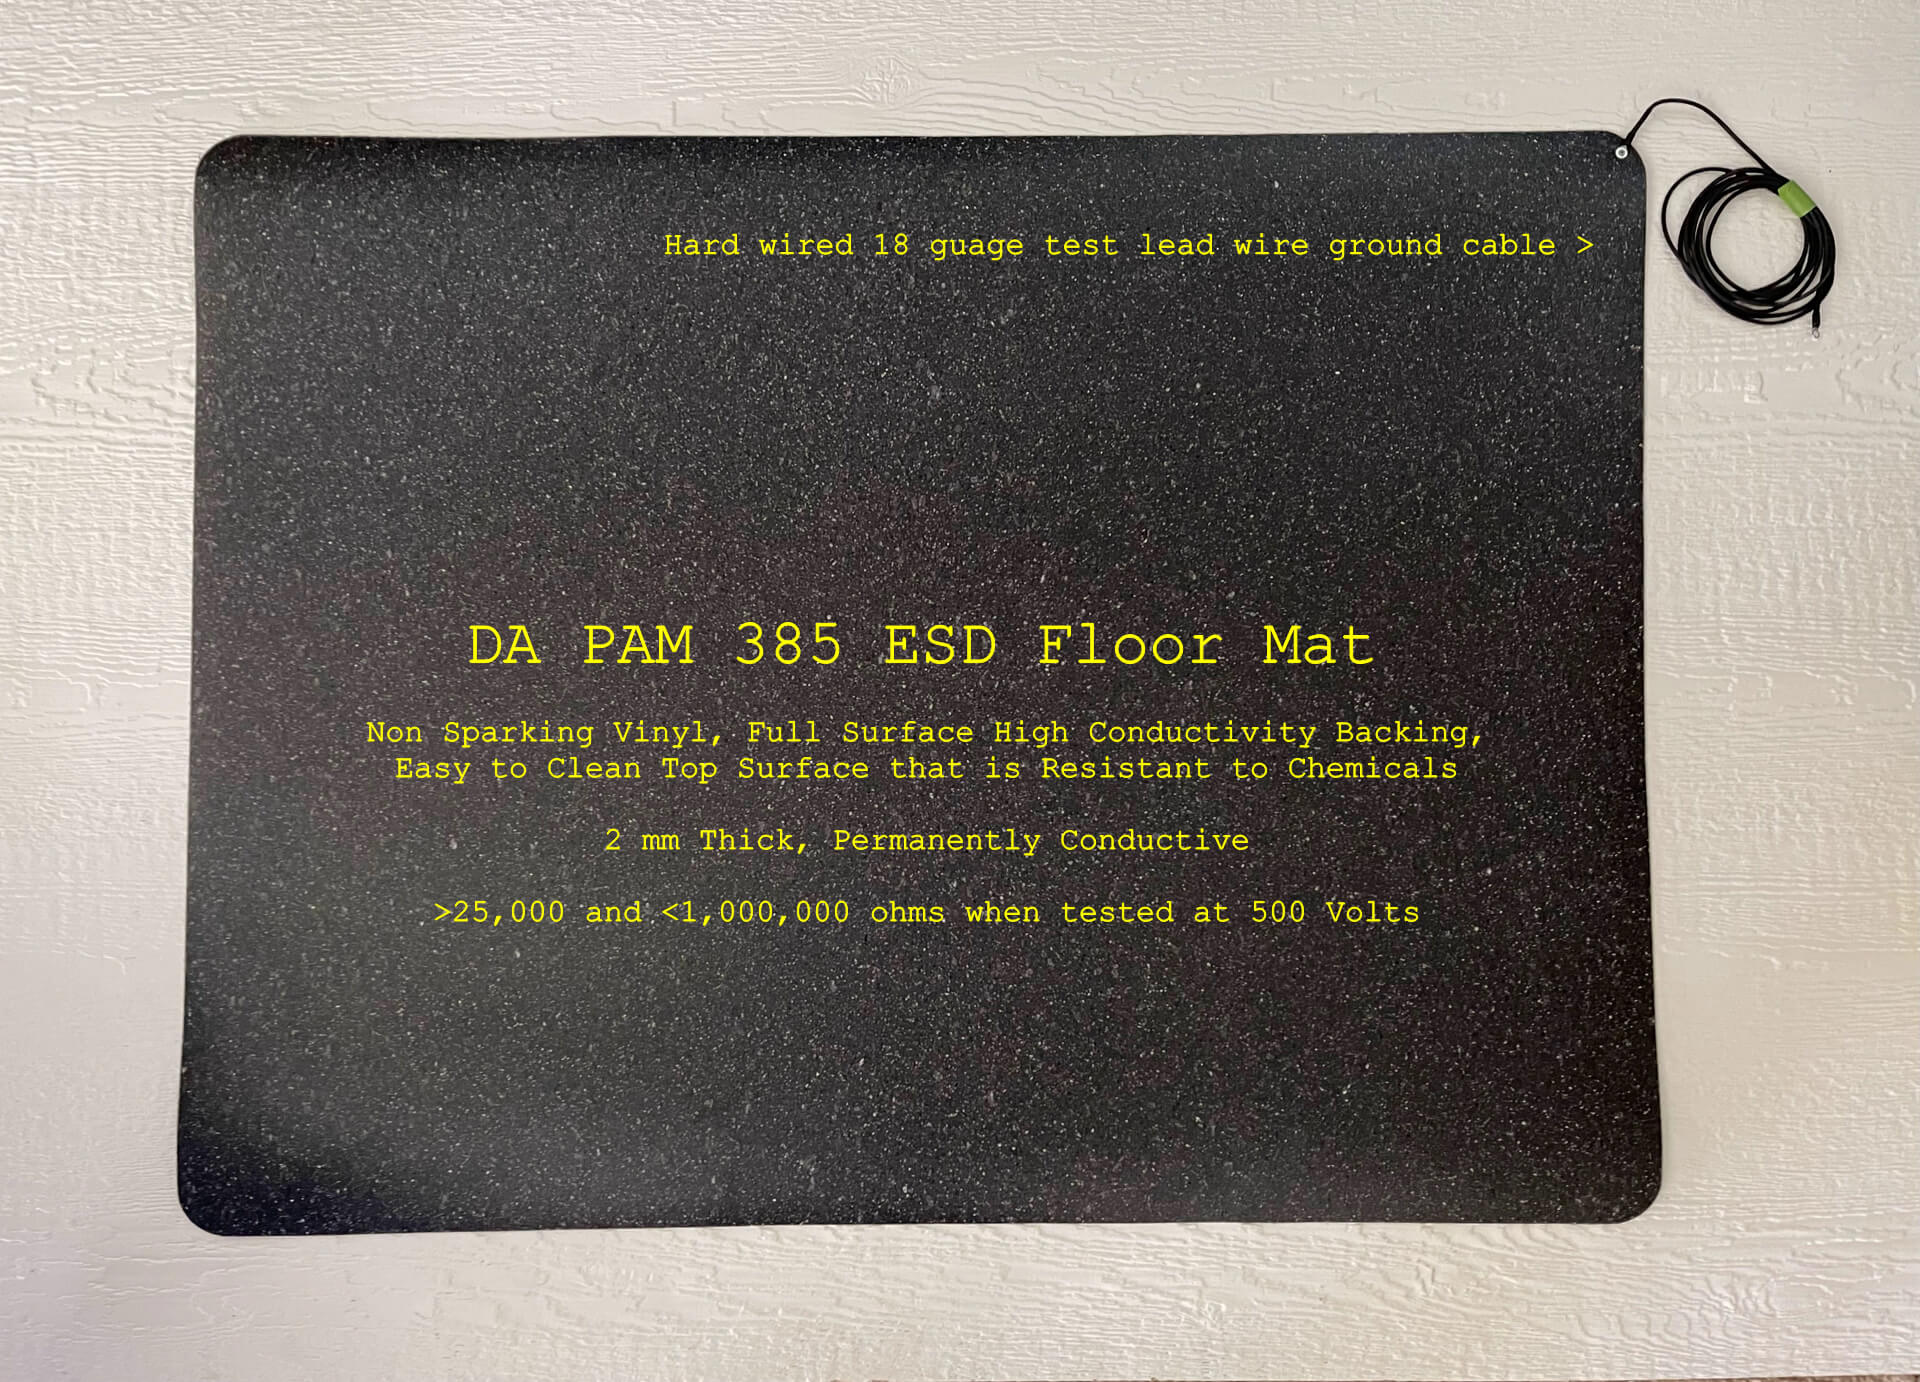 Hard wired 18 guage test lead wire ground cable >
DA PAM 385 ESD Floor Mat
Non Sparking Vinyl, Full Surface High Conductivity Backing,
Easy to Clean Top Surface that is Resistant to Chemicals
2 mm Thick, Permanently Conductive
>25,000 and <1,000,000 ohms when tested at 500 Volts